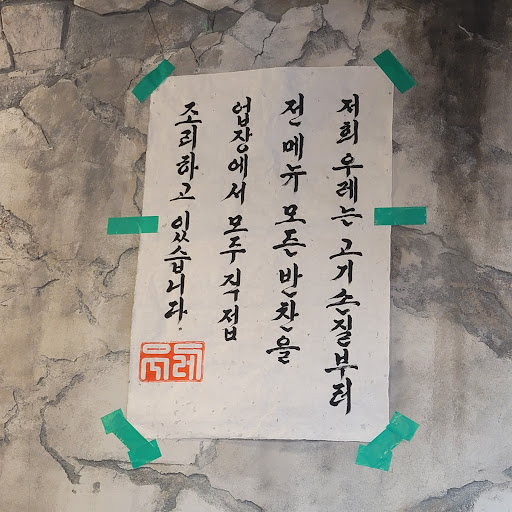 저희 우레는 고기 손질부터
전 메뉴 모든 반찬을
업장에서 모두 직접
조리하고 있습니다.
우레